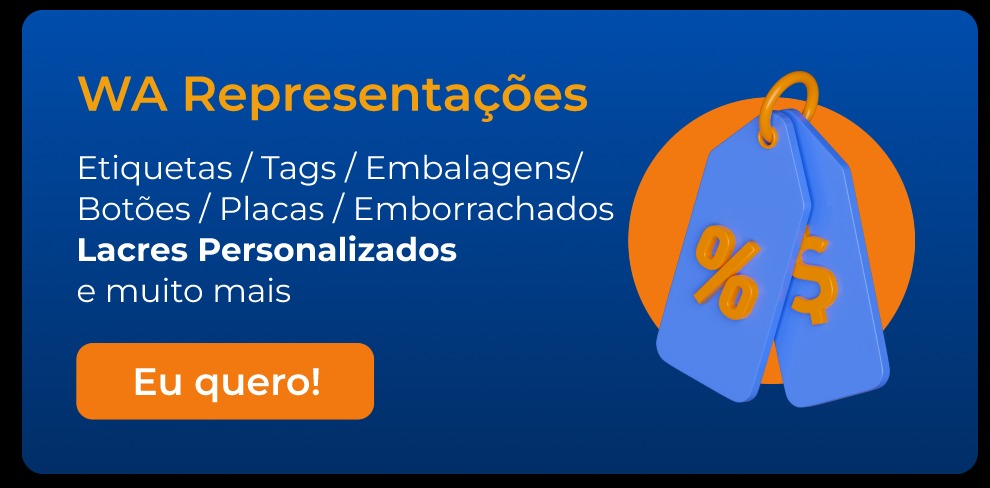 WA Representações
Etiquetas / Tags / Embalagens/
Botões / Placas / Emborrachados
Lacres Personalizados
e muito mais
Eu quero!
%
$